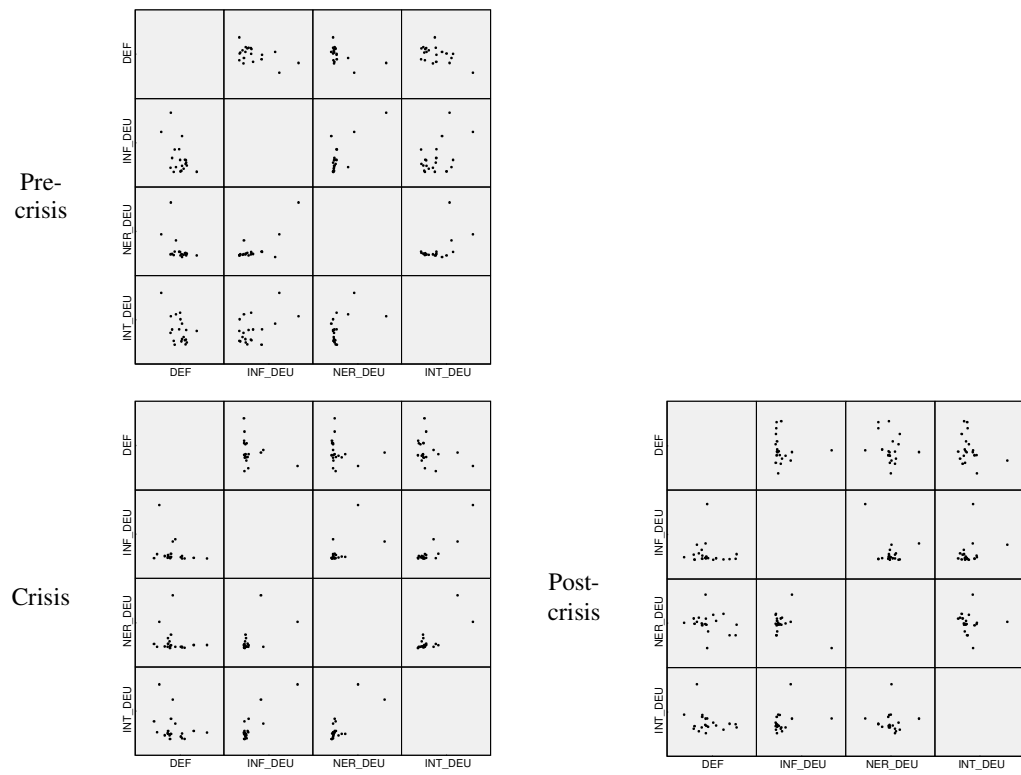 DEF
INF_DEU
NER_DEU
INT_DEU
Pre-
crisis
DEF INF_DEU NER_DEU INT_DEU
DEF
INF_DEU
NER_DEU
INT_DEU
Crisis
DEF INF_DEU NER_DEU INT_DEU
DEF
INF_DEU
NER_DEU
INT_DEU
Post-
crisis
DEF INF_DEU NER_DEU INT_DEU